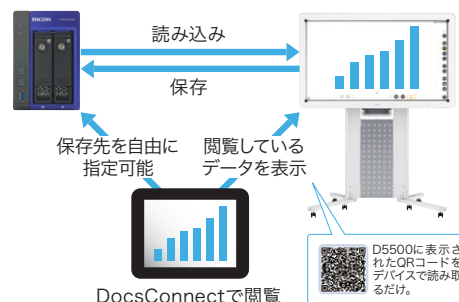 RICOH
読み込み
保存
保存先を自由に
指定可能
閲覧している
データを表示
D5500に表示さ
れたQRコードを
デバイスで読み取
るだけ。
DocsConnectで閲覧